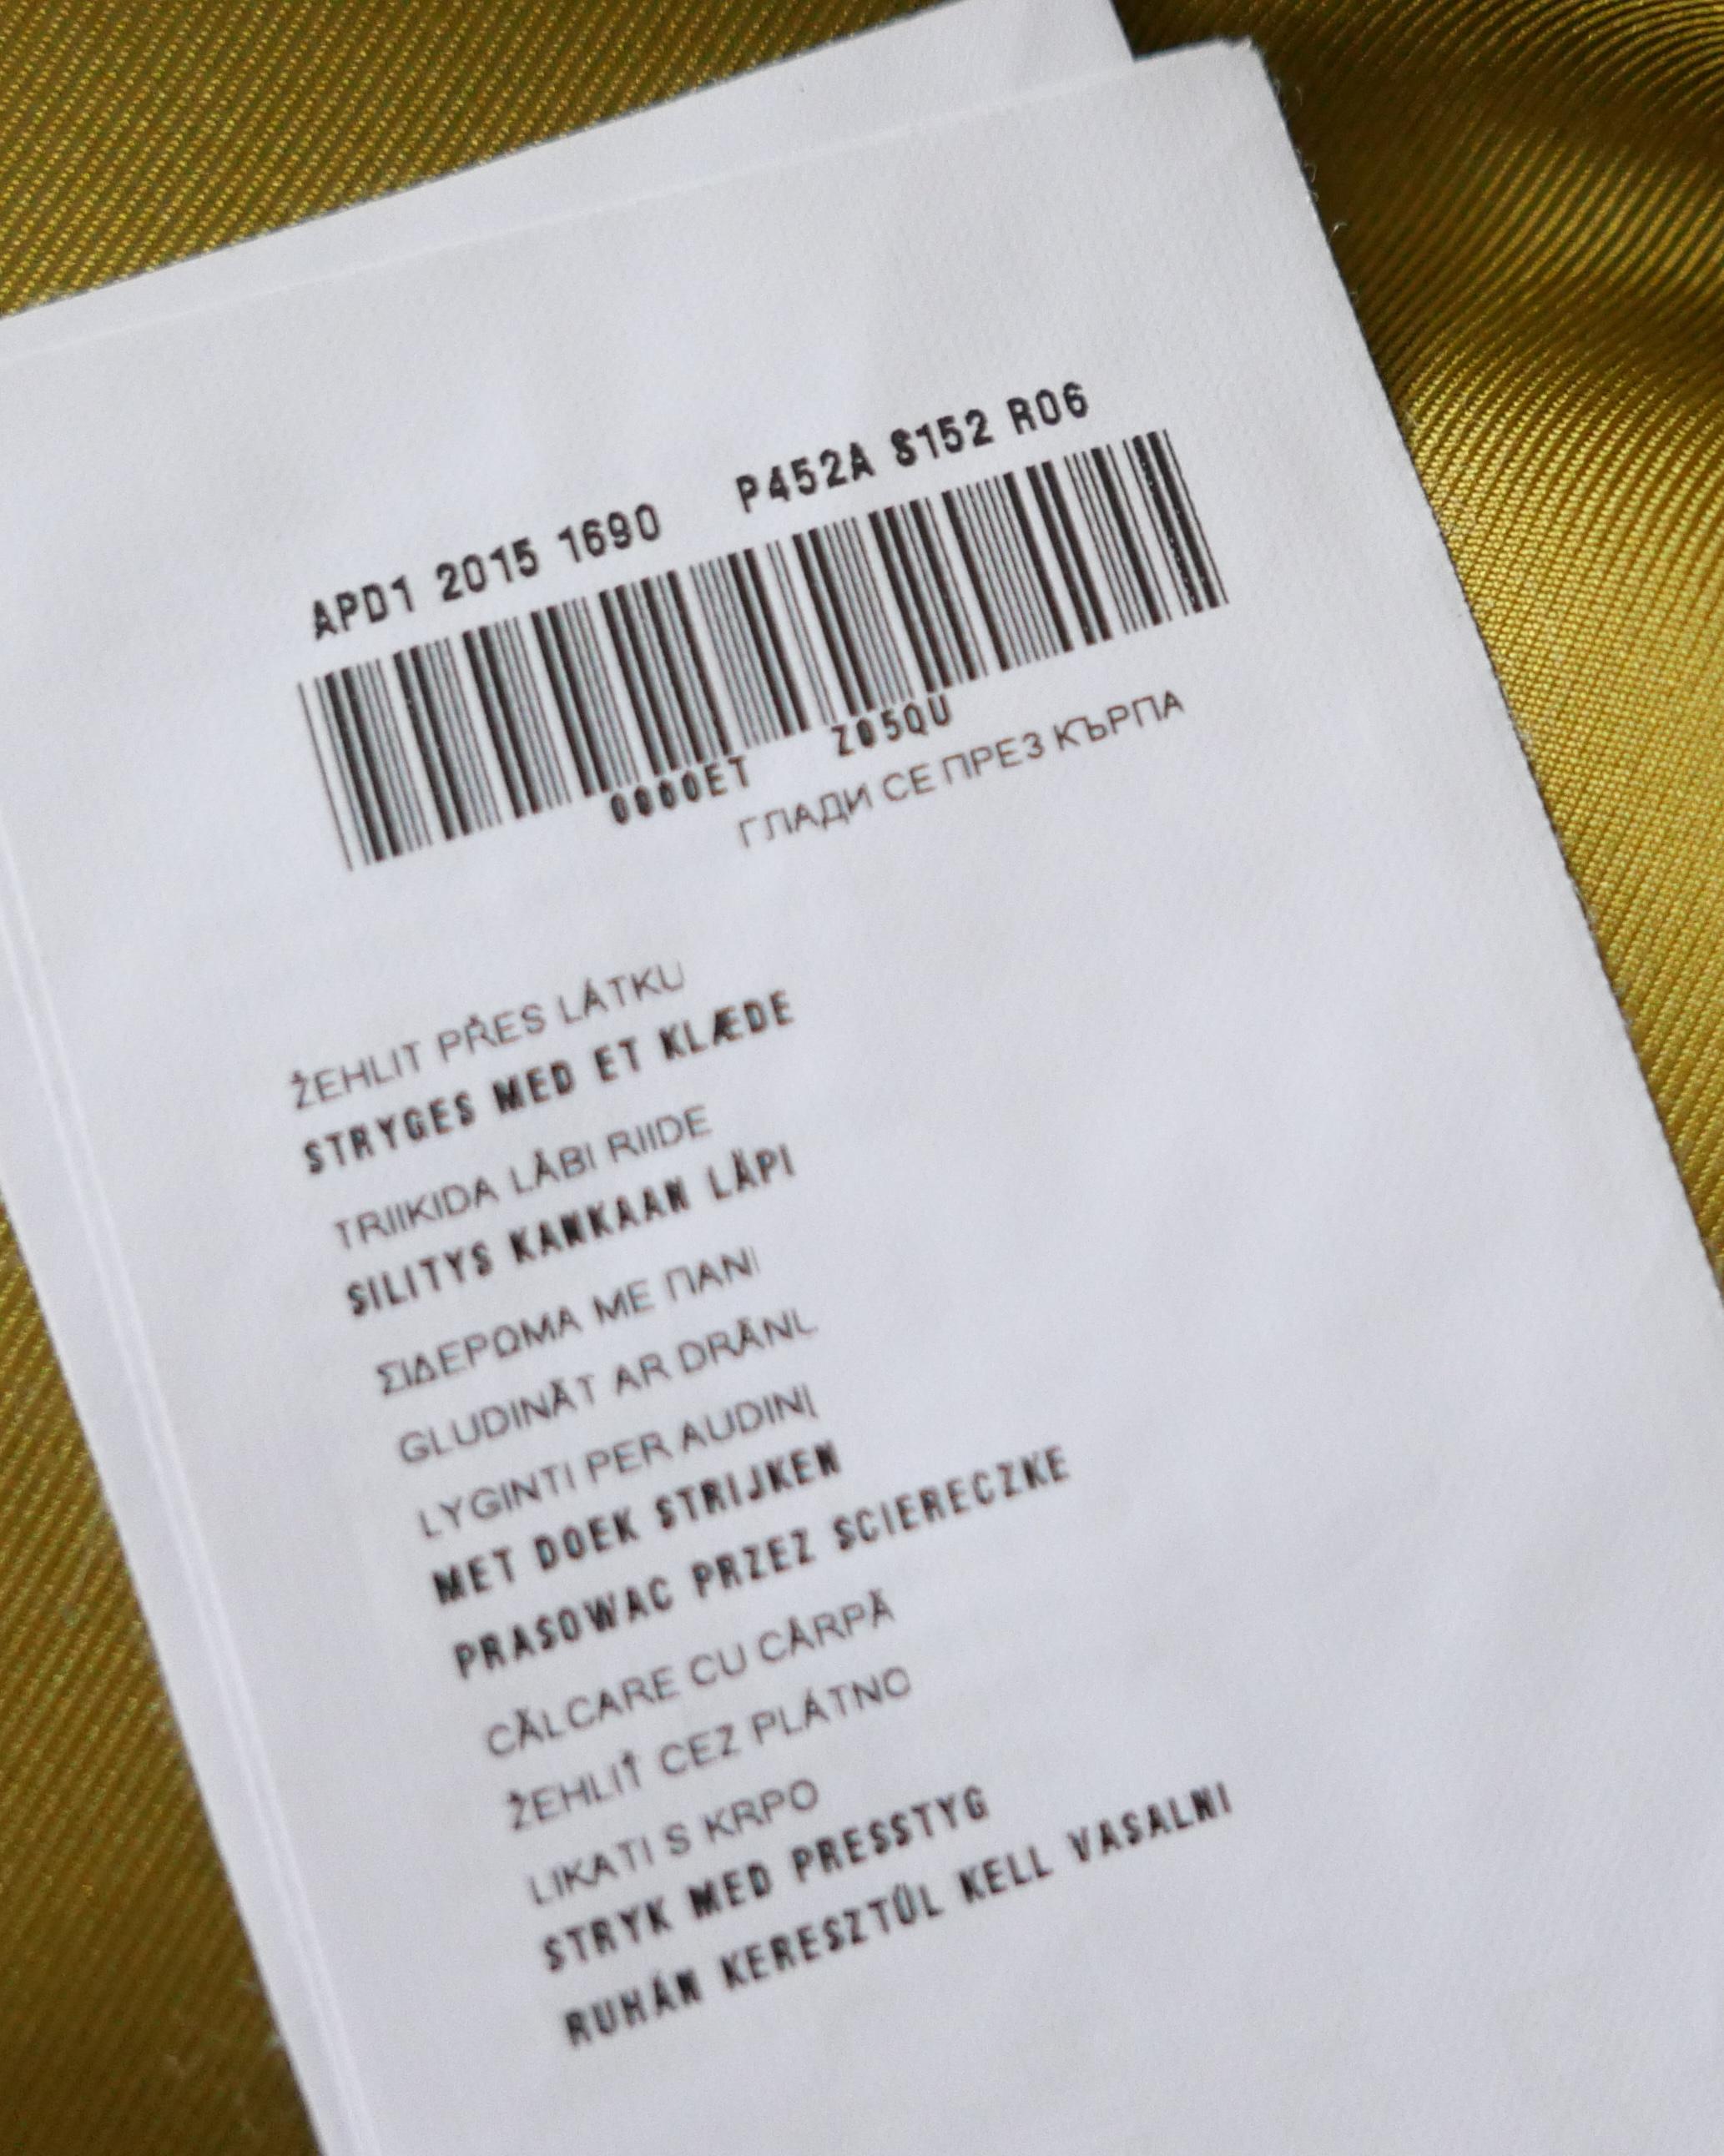 APD1 2015 1690 P452A S152 R06
0000ET Z05QU
ГЛАДИ СЕ ПРЕЗ КЪРПА
ŽEHLIT PŘES LÁTKU
STRYGES MED ET KLÆDE
TRIIKIDA LÄBI RIIDE
SILITYS KANKAAN LÄPI
ΣΙΔΕΡΩΜΑ ΜΕ ΠΑΝΙ
GLUDINĀT AR DRĀNL
LYGINTI PER AUDINĮ
MET DOEK STRIJKEN
PRASOWAC PRZEZ SCIERECZKE
CĂLCARE CU CÂRPĂ
ŽEHLIŤ CEZ PLÁTNO
LIKATI S KRPO
STRYK MED PRESSTYG
RUHÁN KERESZTÜL KELL VASALNI